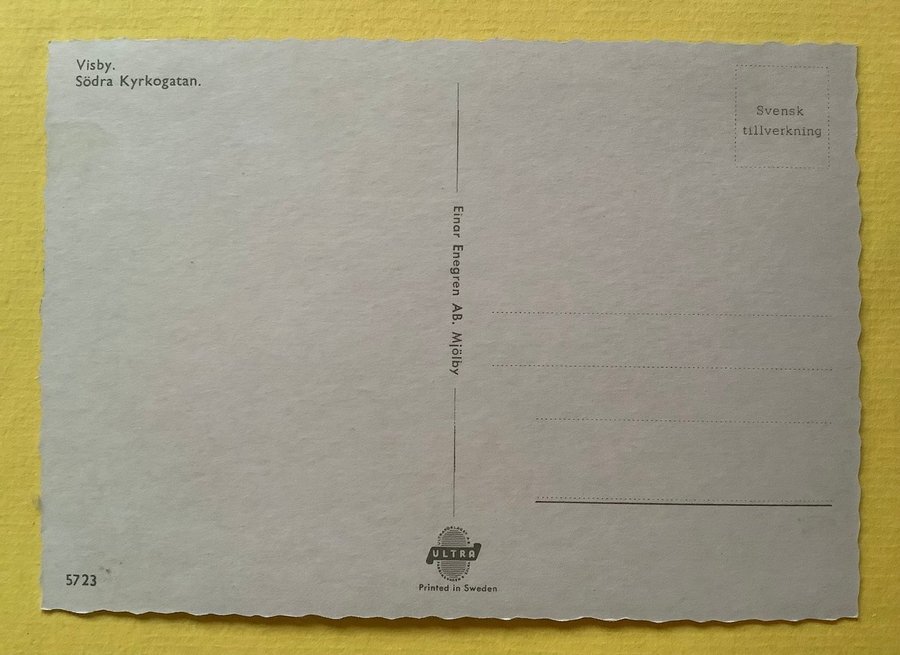 Visby.
Södra Kyrkogatan.
Svensk
tillverkning
Einar Enegren AB. Mjölby
ULTRA
Printed in Sweden
5723